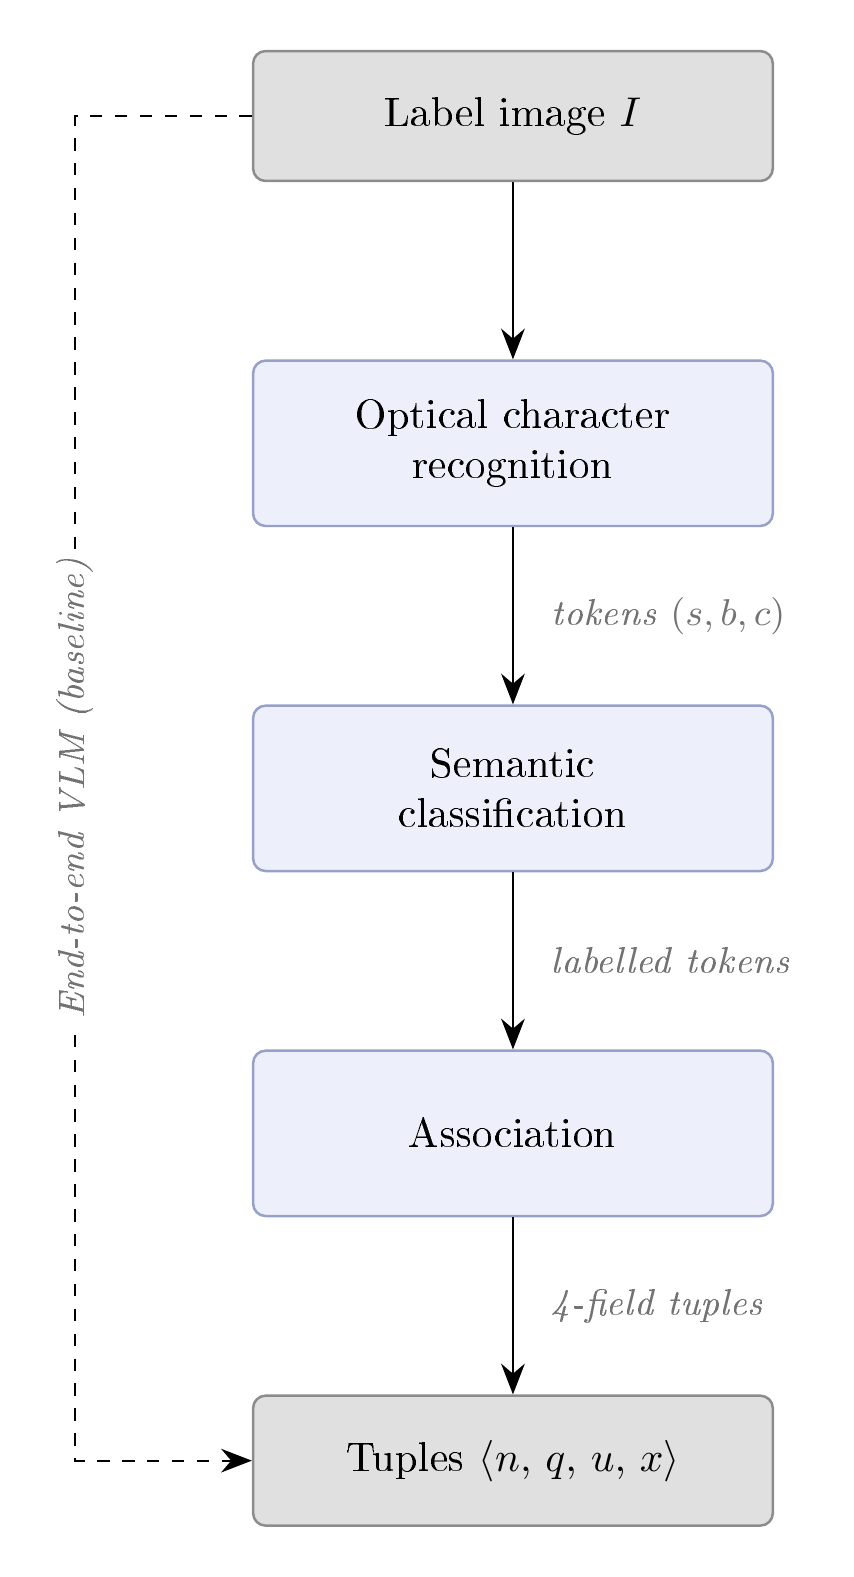 Label image I
Optical character
recognition
tokens (s, b, c)
Semantic
classification
labelled tokens
Association
4-field tuples
Tuples ⟨n, q, u, x⟩
End-to-end VLM (baseline)